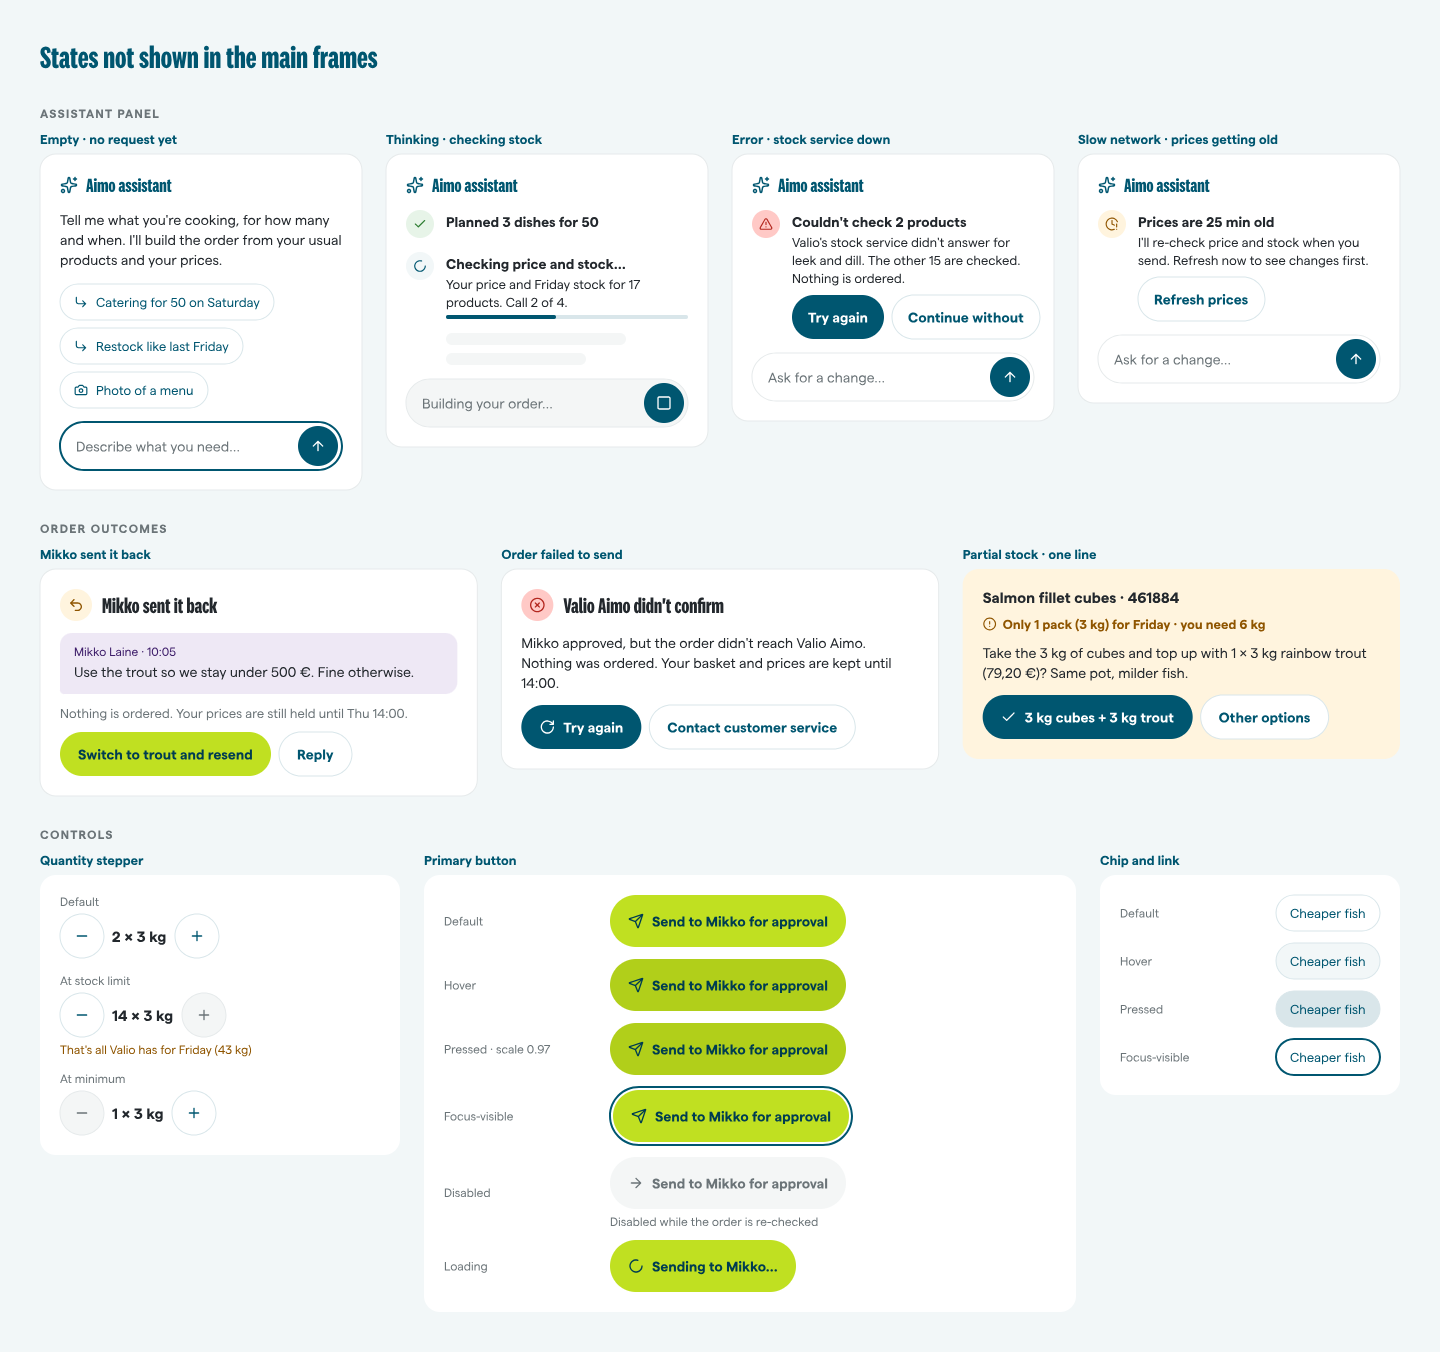 States not shown in the main frames
ASSISTANT PANEL
Empty · no request yet
Aimo assistant
Tell me what you're cooking, for how many
and when. I'll build the order from your usual
products and your prices.
Catering for 50 on Saturday
Restock like last Friday
Photo of a menu
Describe what you need...
Thinking · checking stock
Aimo assistant
Planned 3 dishes for 50
Checking price and stock...
Your price and Friday stock for 17
products. Call 2 of 4.
Building your order...
Error · stock service down
Aimo assistant
Couldn't check 2 products
Valio's stock service didn't answer for
leek and dill. The other 15 are checked.
Nothing is ordered.
Try again
Continue without
Ask for a change...
Slow network · prices getting old
Aimo assistant
Prices are 25 min old
I'll re-check price and stock when you
send. Refresh now to see changes first.
Refresh prices
Ask for a change...
ORDER OUTCOMES
Mikko sent it back
Mikko sent it back
Mikko Laine · 10:05
Use the trout so we stay under 500 €. Fine otherwise.
Nothing is ordered. Your prices are still held until Thu 14:00.
Switch to trout and resend
Reply
Order failed to send
Valio Aimo didn't confirm
Mikko approved, but the order didn't reach Valio Aimo.
Nothing was ordered. Your basket and prices are kept until
14:00.
Try again
Contact customer service
Partial stock · one line
Salmon fillet cubes · 461884
Only 1 pack (3 kg) for Friday · you need 6 kg
Take the 3 kg of cubes and top up with 1 × 3 kg rainbow trout
(79,20 €)? Same pot, milder fish.
3 kg cubes + 3 kg trout
Other options
CONTROLS
Quantity stepper
Default
2 × 3 kg
At stock limit
14 × 3 kg
That's all Valio has for Friday (43 kg)
At minimum
1 × 3 kg
Primary button
Default
Send to Mikko for approval
Hover
Send to Mikko for approval
Pressed · scale 0.97
Send to Mikko for approval
Focus-visible
Send to Mikko for approval
Disabled
Send to Mikko for approval
Disabled while the order is re-checked
Loading
Sending to Mikko...
Chip and link
Default
Cheaper fish
Hover
Cheaper fish
Pressed
Cheaper fish
Focus-visible
Cheaper fish